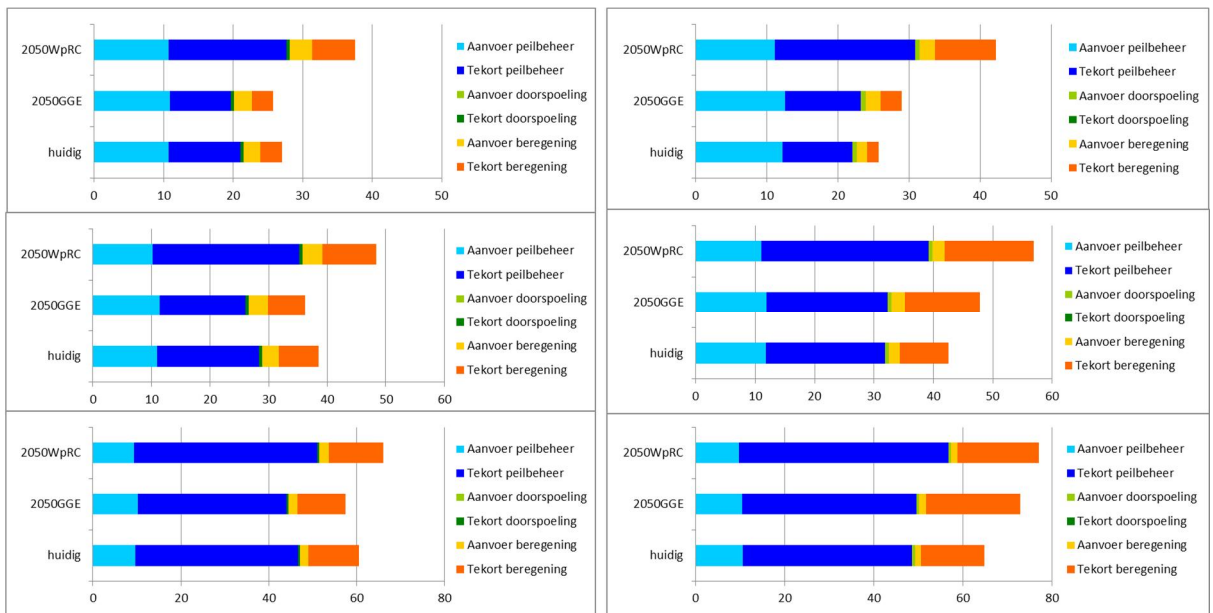 2050WpRC
2050GGE
huidig
0 10 20 30 40 50
Aanvoer peilbeheer
Tekort peilbeheer
Aanvoer doorspoeling
Tekort doorspoeling
Aanvoer beregening
Tekort beregening
2050WpRC
2050GGE
huidig
0 10 20 30 40 50
Aanvoer peilbeheer
Tekort peilbeheer
Aanvoer doorspoeling
Tekort doorspoeling
Aanvoer beregening
Tekort beregening
2050WpRC
2050GGE
huidig
0 10 20 30 40 50 60
Aanvoer peilbeheer
Tekort peilbeheer
Aanvoer doorspoeling
Tekort doorspoeling
Aanvoer beregening
Tekort beregening
2050WpRC
2050GGE
huidig
0 10 20 30 40 50 60
Aanvoer peilbeheer
Tekort peilbeheer
Aanvoer doorspoeling
Tekort doorspoeling
Aanvoer beregening
Tekort beregening
2050WpRC
2050GGE
huidig
0 20 40 60 80
Aanvoer peilbeheer
Tekort peilbeheer
Aanvoer doorspoeling
Tekort doorspoeling
Aanvoer beregening
Tekort beregening
2050WpRC
2050GGE
huidig
0 20 40 60 80
Aanvoer peilbeheer
Tekort peilbeheer
Aanvoer doorspoeling
Tekort doorspoeling
Aanvoer beregening
Tekort beregening